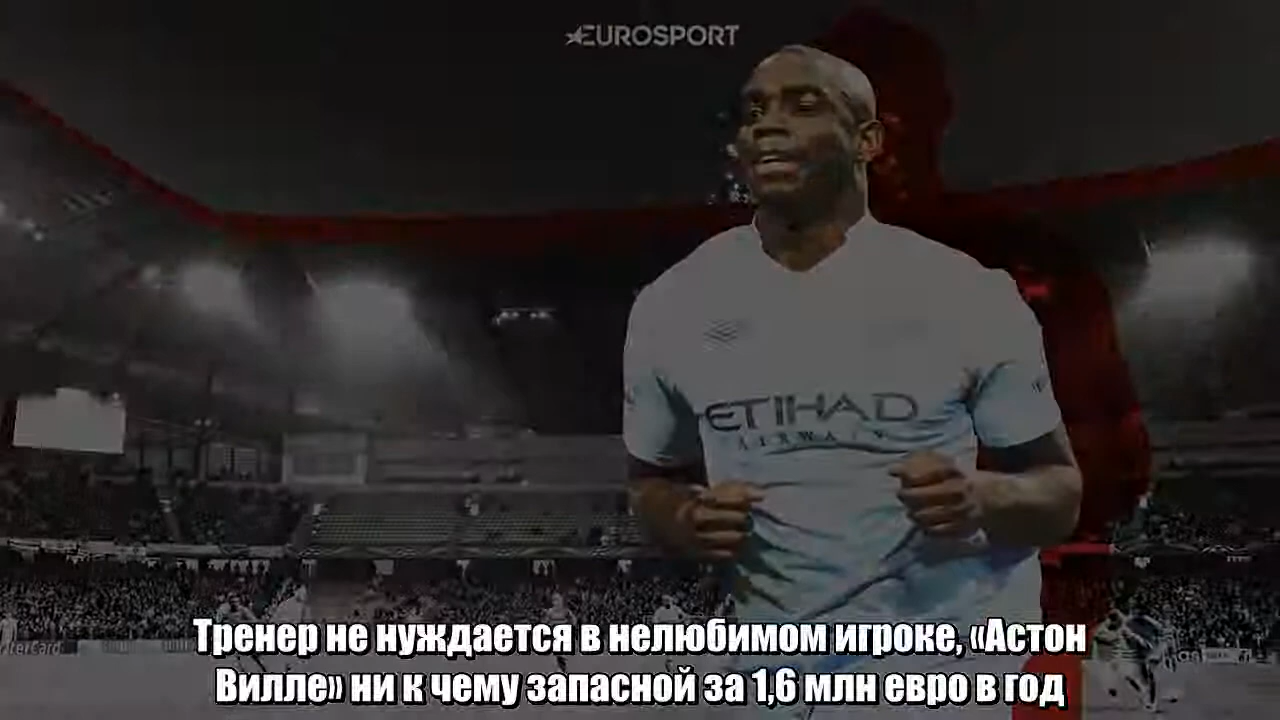 EUROSPORT
ETIHAD
AIRWAYS
Тренер не нуждается в нелюбимом игроке, «Астон
Вилле» ни к чему запасной за 1,6 млн евро в год